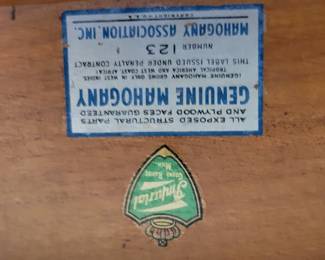 ALL EXPOSED STRUCTURAL PARTS
AND PLYWOOD FACES GUARANTEED
GENUINE MAHOGANY
(GENUINE MAHOGANY GROWS ONLY IN WEST INDIES
TROPICAL AMERICA AND WEST COAST AFRICA)
THIS LABEL ISSUED UNDER PENALTY CONTRACT
NUMBER 123
MAHOGANY ASSOCIATION, INC.
COPYRIGHT
Imperial
GRAND RAPIDS
MICH.